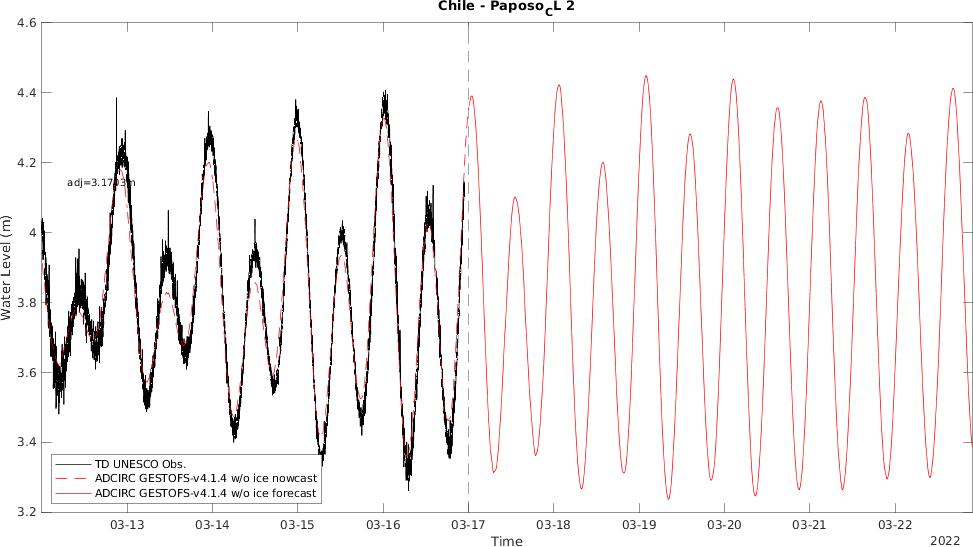 Chile - Paposo_CL 2
4.6
4.4
4.2
4
3.8
3.6
3.4
3.2
Water Level (m)
adj=3.1703m
TD UNESCO Obs.
ADCIRC GESTOFS-v4.1.4 w/o ice nowcast
ADCIRC GESTOFS-v4.1.4 w/o ice forecast
03-13 03-14 03-15 03-16 03-17 03-18 03-19 03-20 03-21 03-22
Time
2022